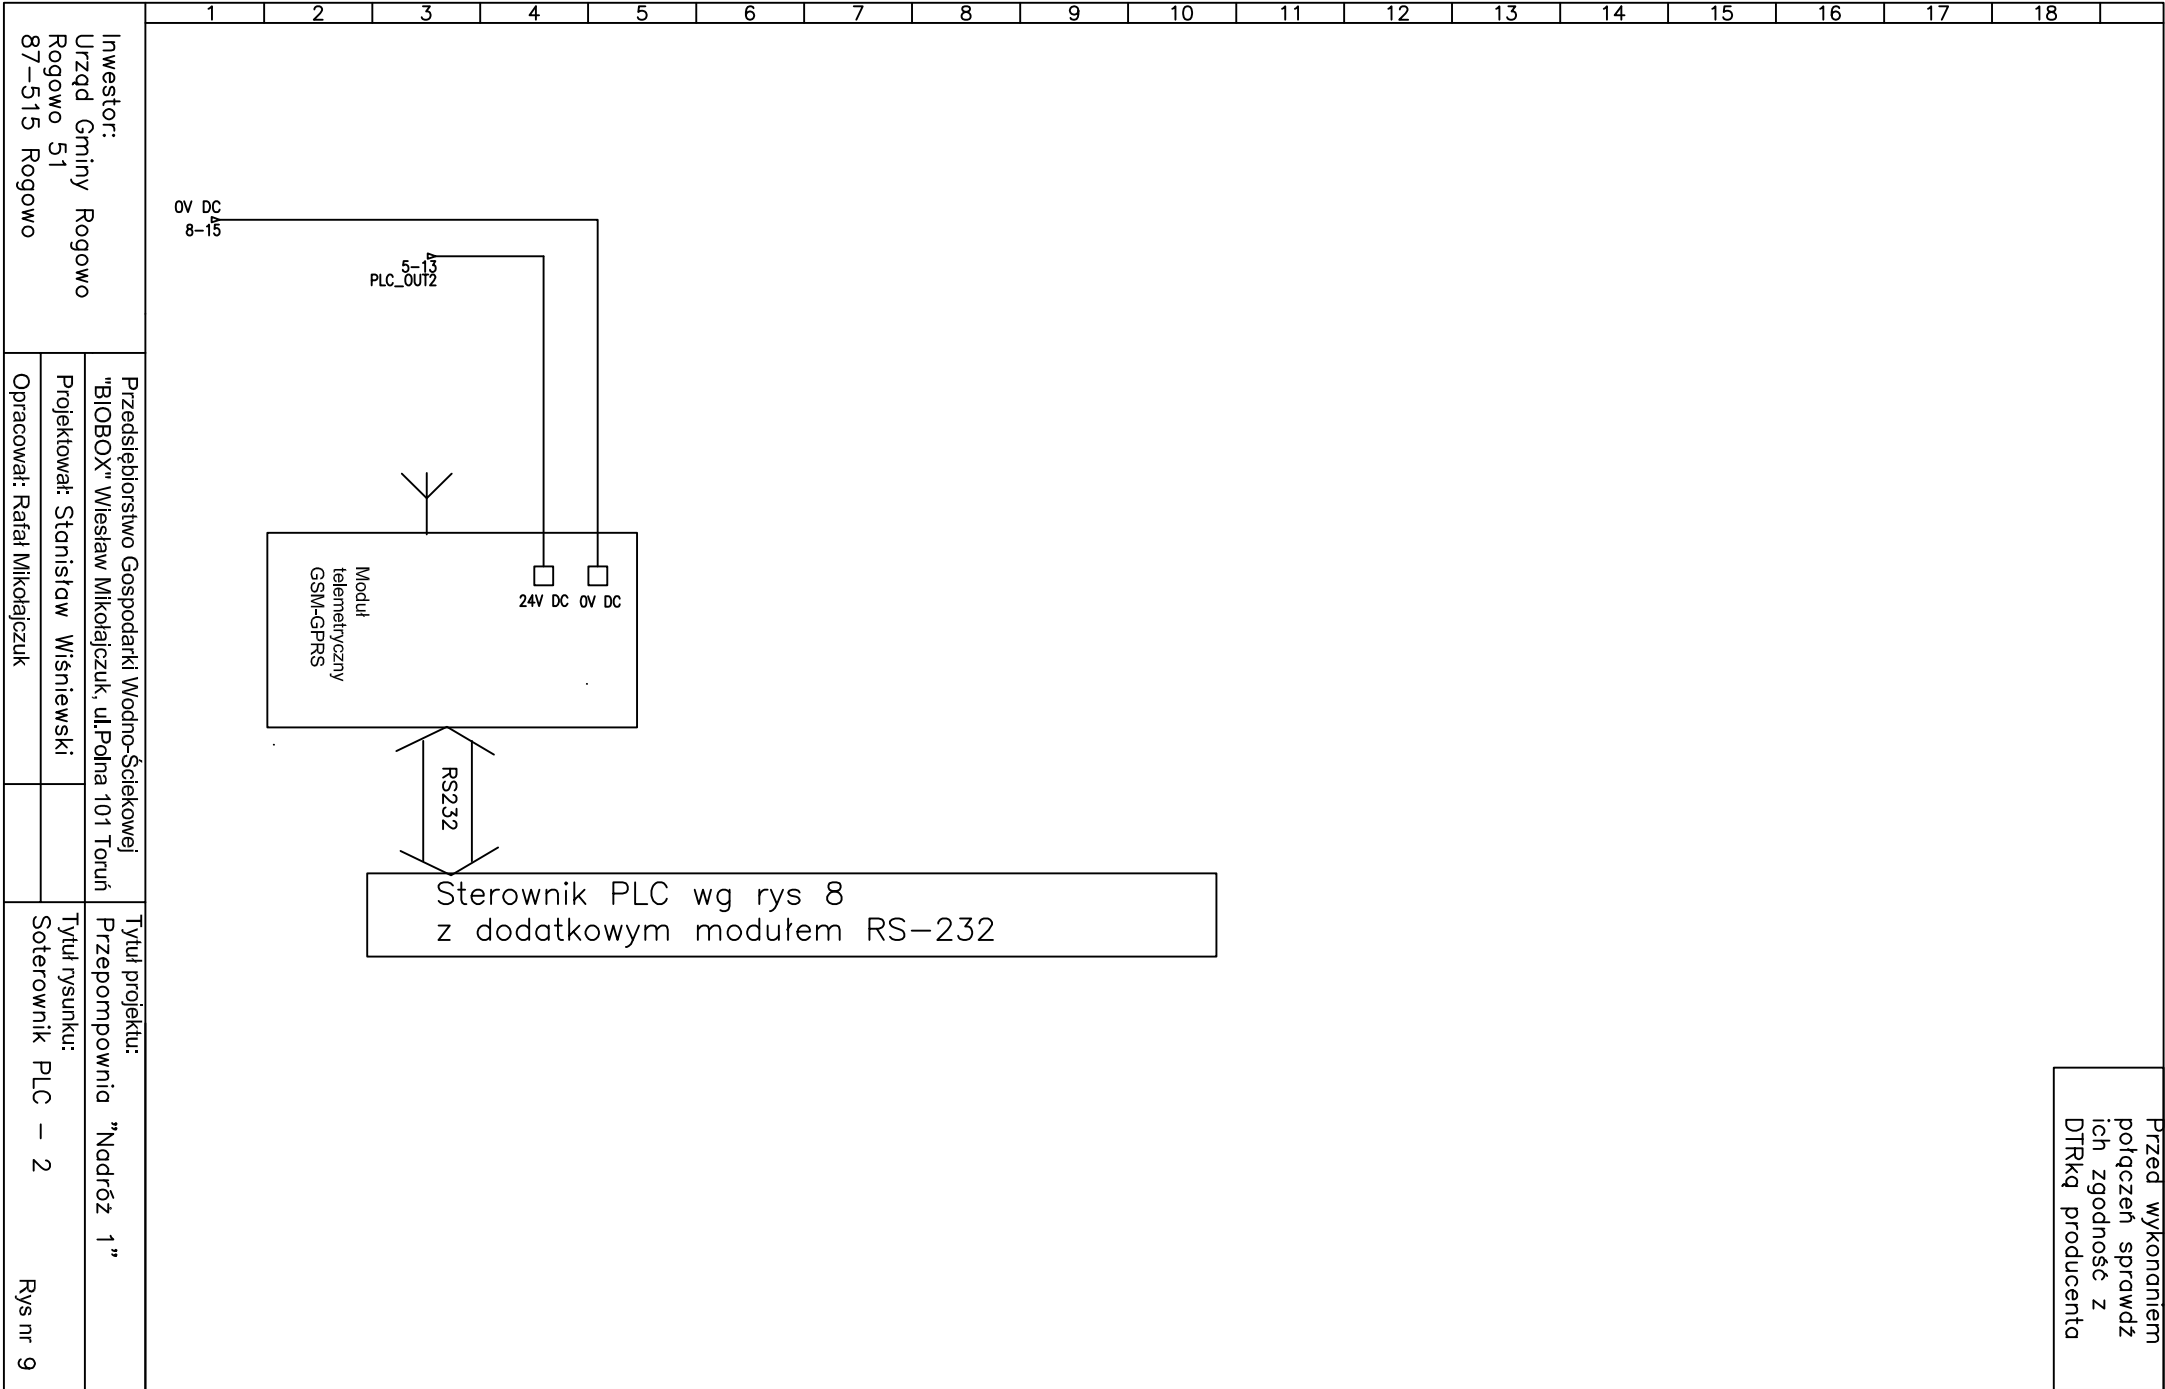 1 2 3 4 5 6 7 8 9 10 11 12 13 14 15 16 17 18
Inwestor:
Urząd Gminy Rogowo
Rogowo 51
87-515 Rogowo
Przedsiębiorstwo Gospodarki Wodno-Ściekowej
"BIOBOX" Wiesław Mikołajczuk, ul.Polna 101 Toruń
Projektował: Stanisław Wiśniewski
Opracował: Rafał Mikołajczuk
Tytuł projektu:
Przepompownia "Nadróż 1"
Tytuł rysunku:
Soterownik PLC - 2
Rys nr 9
0V DC
8-15
5-13
PLC_OUT2
24V DC 0V DC
Moduł
telemetryczny
GSM-GPRS
RS232
Sterownik PLC wg rys 8
z dodatkowym modułem RS-232
Przed wykonaniem
połączeń sprawdź
ich zgodność z
DTRką producenta